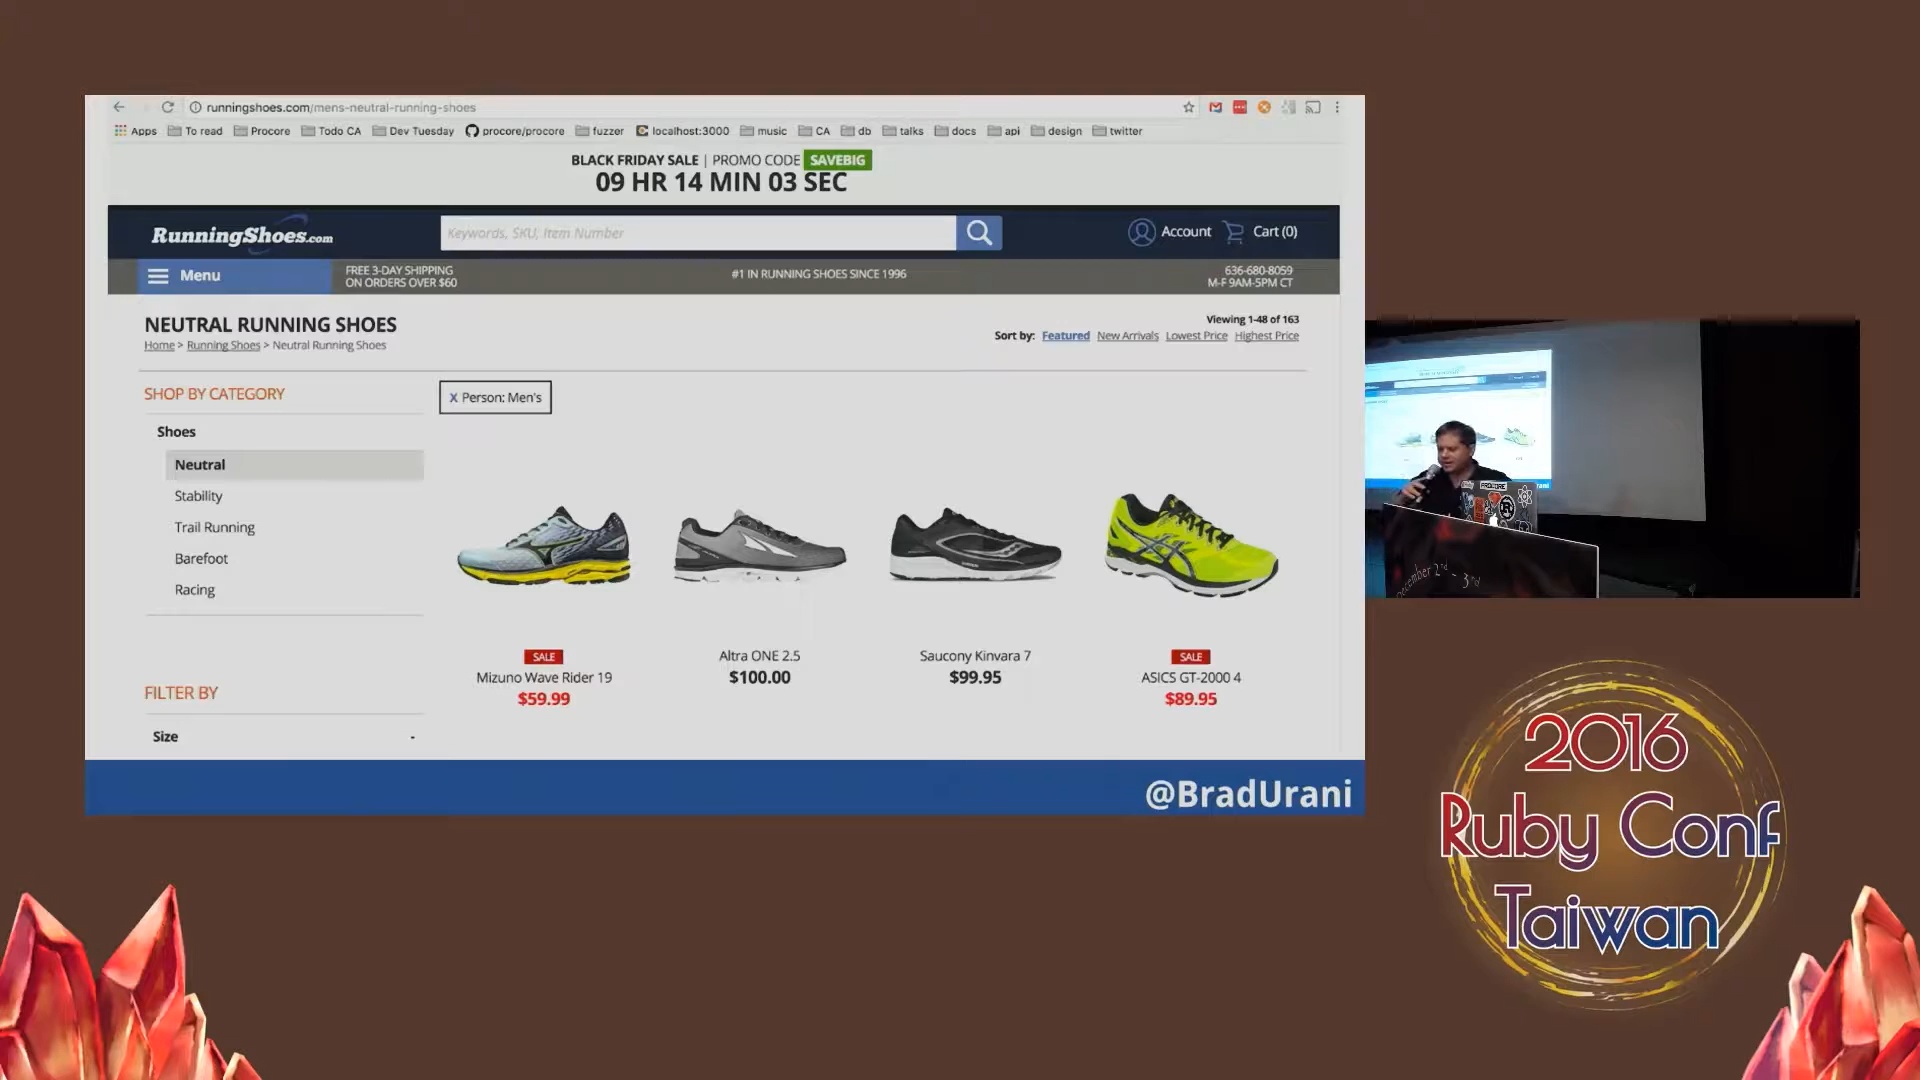 runningshoes.com/mens-neutral-running-shoes
Apps To read Procore Todo CA Dev Tuesday procore/procore fuzzer localhost:3000 music CA db talks docs api design twitter
BLACK FRIDAY SALE | PROMO CODE SAVEBIG
09 HR 14 MIN 03 SEC
RunningShoes.com
Keywords, SKU, Item Number
Account
Cart (0)
Menu
FREE 3-DAY SHIPPING
ON ORDERS OVER $60
#1 IN RUNNING SHOES SINCE 1996
636-680-8059
M-F 9AM-5PM CT
NEUTRAL RUNNING SHOES
Home > Running Shoes > Neutral Running Shoes
Viewing 1-48 of 163
Sort by: Featured New Arrivals Lowest Price Highest Price
SHOP BY CATEGORY
Shoes
Neutral
Stability
Trail Running
Barefoot
Racing
FILTER BY
Size -
X Person: Men's
SALE
Mizuno Wave Rider 19
$59.99
Altra ONE 2.5
$100.00
Saucony Kinvara 7
$99.95
SALE
ASICS GT-2000 4
$89.95
@BradUrani
PROCORE
December 2nd - 3rd
2016
Ruby Conf
Taiwan